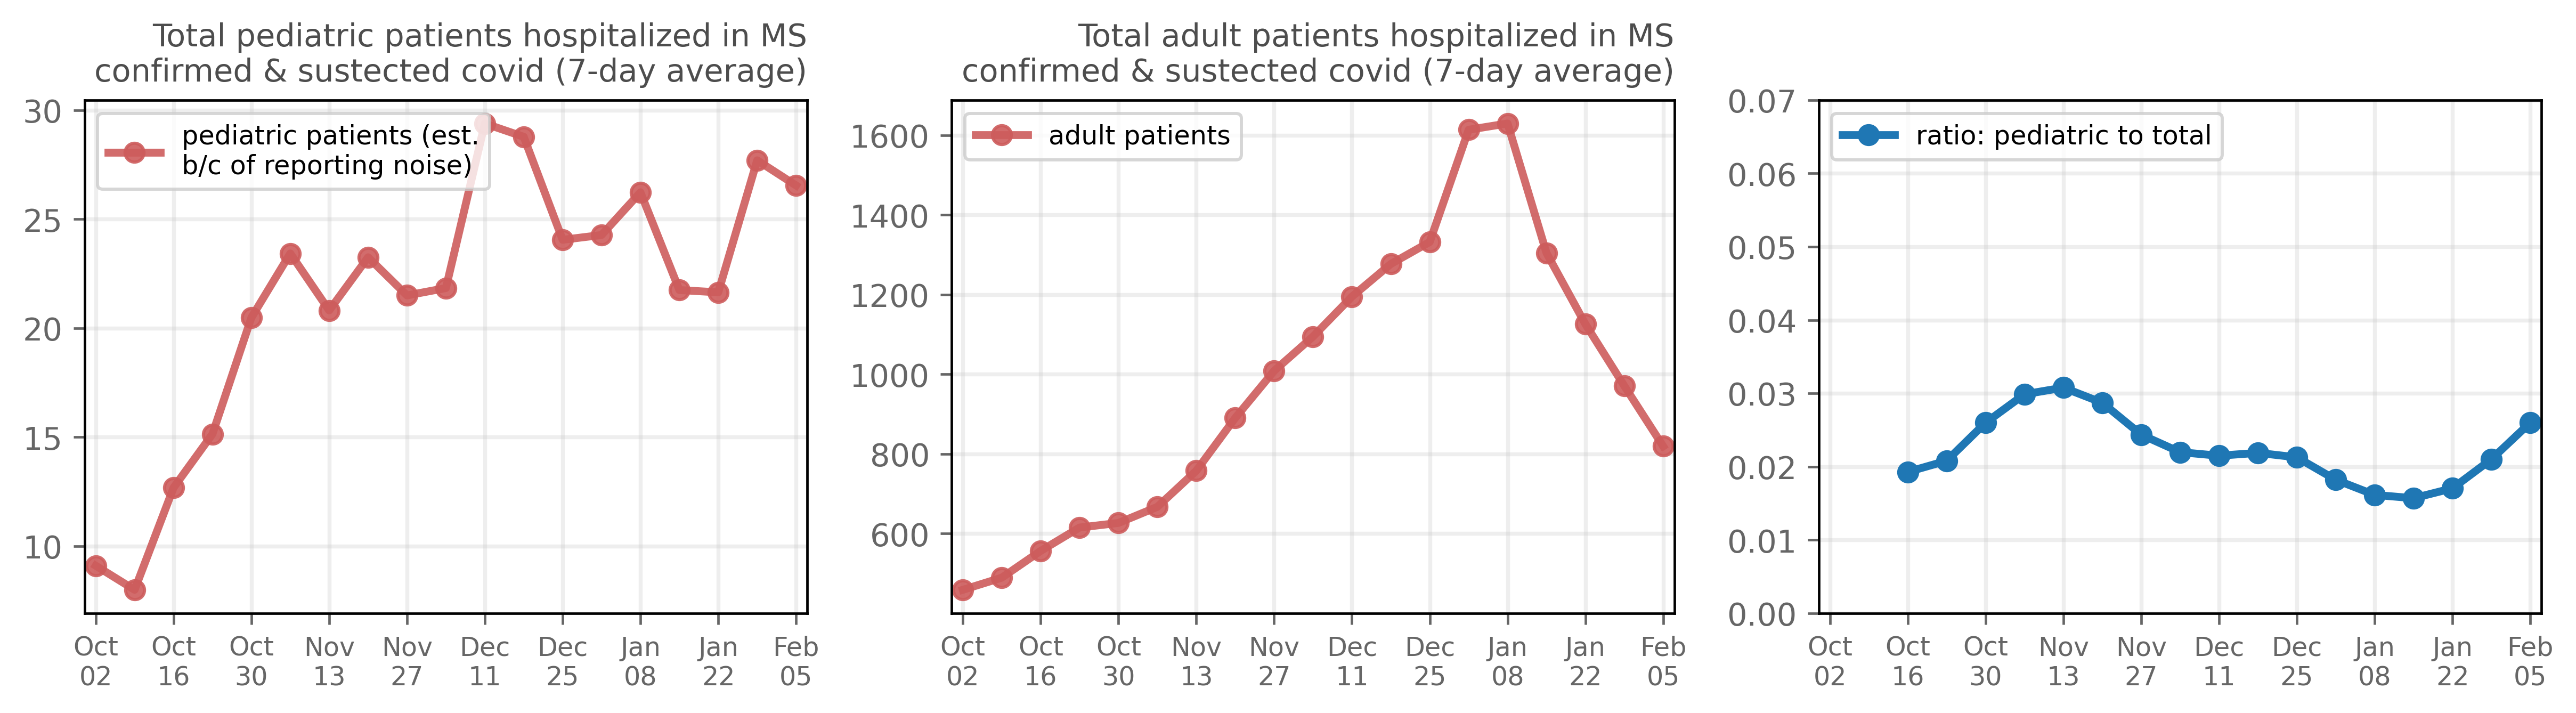 Total pediatric patients hospitalized in MS
confirmed & sustected covid (7-day average)
pediatric patients (est.
b/c of reporting noise)
30
25
20
15
10
Oct 02
Oct 16
Oct 30
Nov 13
Nov 27
Dec 11
Dec 25
Jan 08
Jan 22
Feb 05
Total adult patients hospitalized in MS
confirmed & sustected covid (7-day average)
adult patients
1600
1400
1200
1000
800
600
Oct 02
Oct 16
Oct 30
Nov 13
Nov 27
Dec 11
Dec 25
Jan 08
Jan 22
Feb 05
ratio: pediatric to total
0.07
0.06
0.05
0.04
0.03
0.02
0.01
0.00
Oct 02
Oct 16
Oct 30
Nov 13
Nov 27
Dec 11
Dec 25
Jan 08
Jan 22
Feb 05